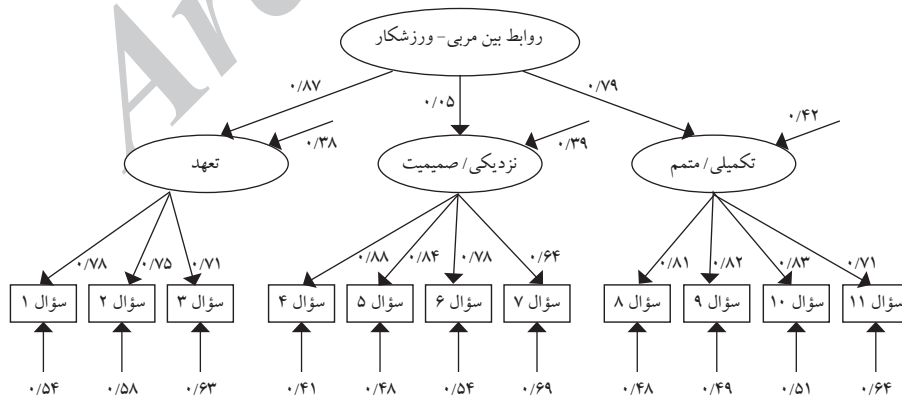 روابط بین مربی- ورزشکار
۰/۸۷
۰/۰۵
۰/۷۹
۰/۳۸
۰/۳۹
۰/۴۲
تعهد
نزدیکی/ صمیمیت
تکمیلی/ متمم
۰/۷۸
۰/۷۵
۰/۷۱
۰/۸۸
۰/۸۴
۰/۷۸
۰/۶۴
۰/۸۱
۰/۸۲
۰/۸۳
۰/۷۱
سؤال ۱
سؤال ۲
سؤال ۳
سؤال ۴
سؤال ۵
سؤال ۶
سؤال ۷
سؤال ۸
سؤال ۹
سؤال ۱۰
سؤال ۱۱
۰/۵۴
۰/۵۸
۰/۶۳
۰/۴۱
۰/۴۸
۰/۵۴
۰/۶۹
۰/۴۸
۰/۴۹
۰/۵۱
۰/۶۴